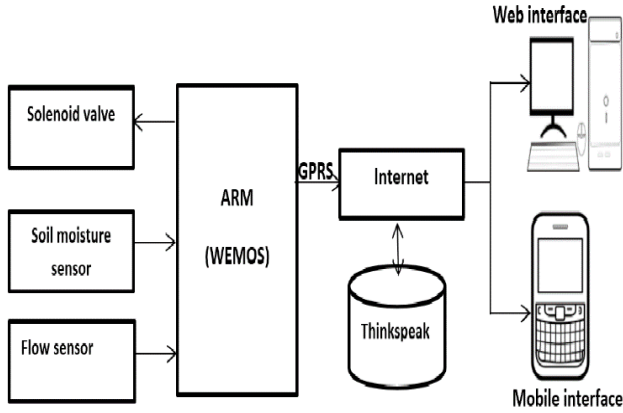 Web interface
Solenoid valve
Soil moisture
sensor
Flow sensor
ARM
(WEMOS)
GPRS
Internet
Thinkspeak
Mobile interface